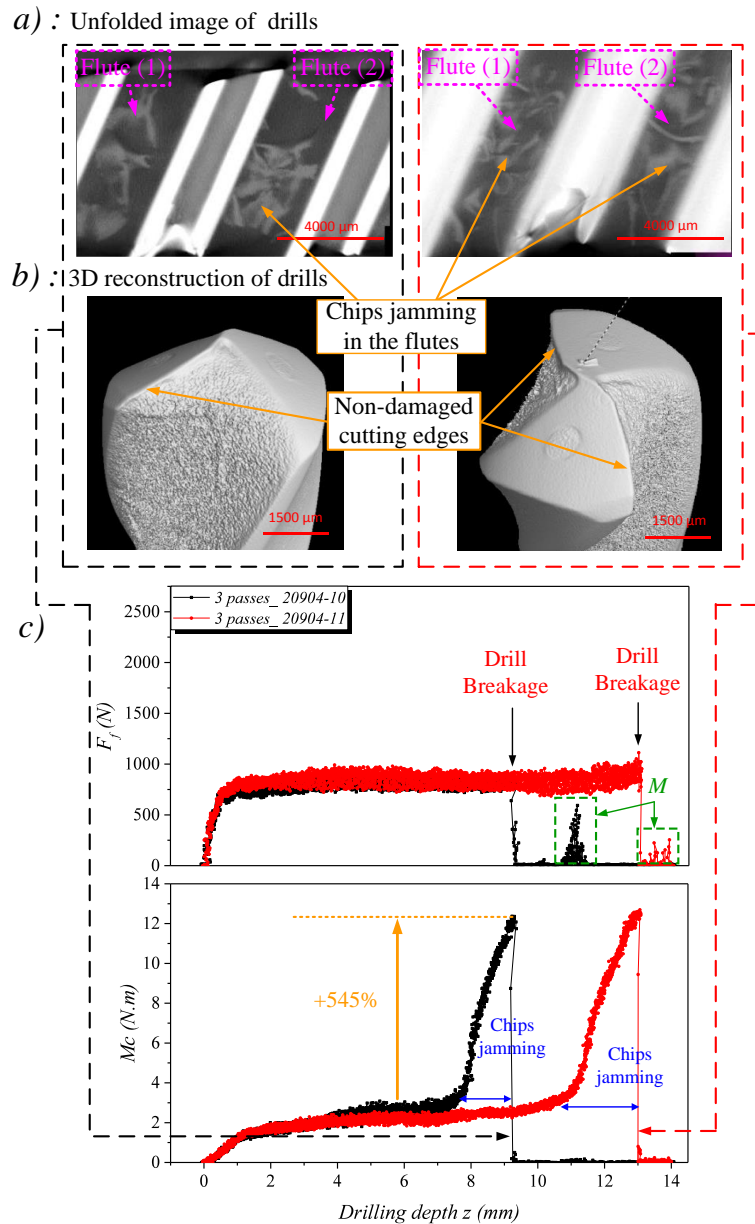 a) : Unfolded image of drills
Flute (1)
Flute (2)
4000 µm
Flute (1)
Flute (2)
4000 µm
b) : 3D reconstruction of drills
Chips jamming
in the flutes
Non-damaged
cutting edges
1500 µm
1500 µm
c)
3 passes_ 20904-10
3 passes_ 20904-11
2500
2000
1500
1000
500
0
F_f (N)
Drill
Breakage
Drill
Breakage
M
14
12
10
8
6
4
2
0
Mc (N.m)
+545%
Chips
jamming
Chips
jamming
0 2 4 6 8 10 12 14
Drilling depth z (mm)